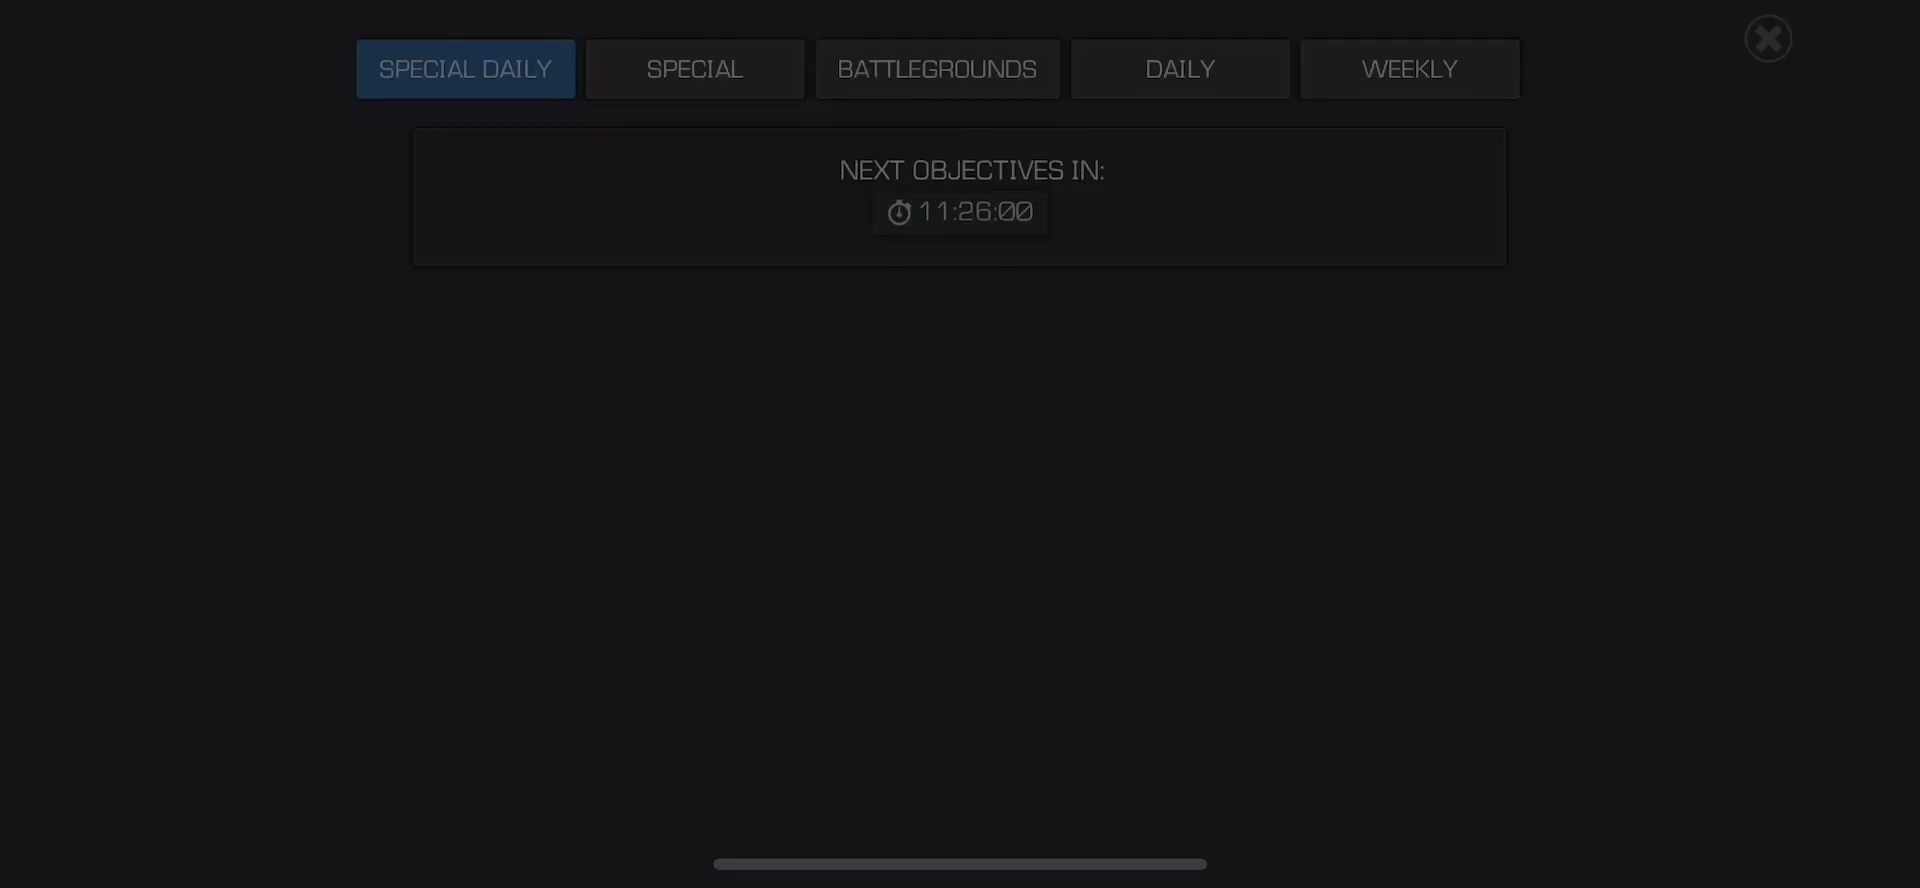 SPECIAL DAILY
SPECIAL
BATTLEGROUNDS
DAILY
WEEKLY
NEXT OBJECTIVES IN:
11:26:00